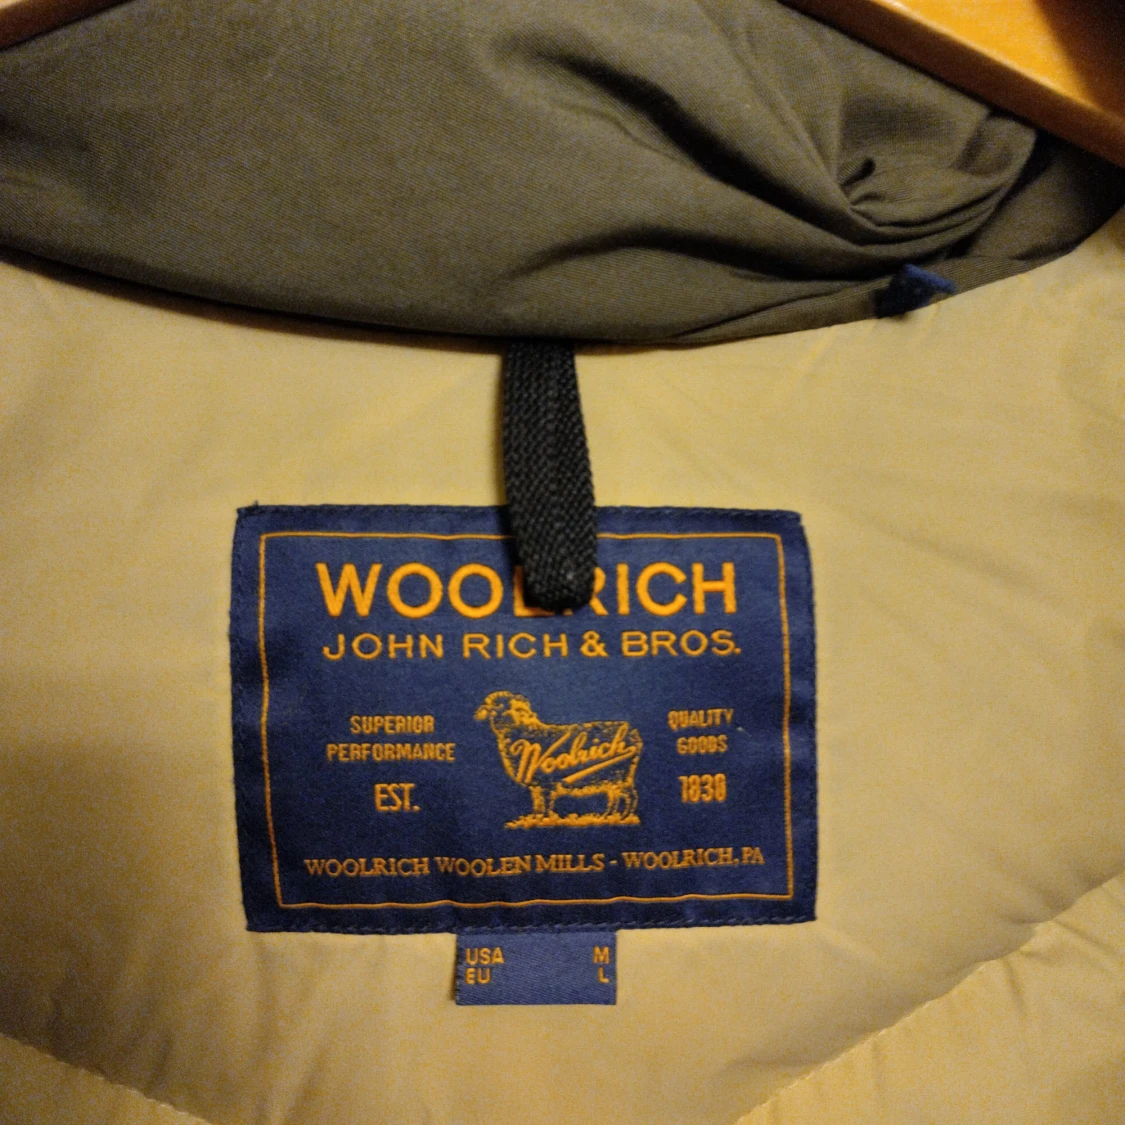 WOOLRICH
JOHN RICH & BROS.
SUPERIOR
PERFORMANCE
EST.
Woolrich
QUALITY
GOODS
1830
WOOLRICH WOOLEN MILLS - WOOLRICH, PA
USA M
EU L